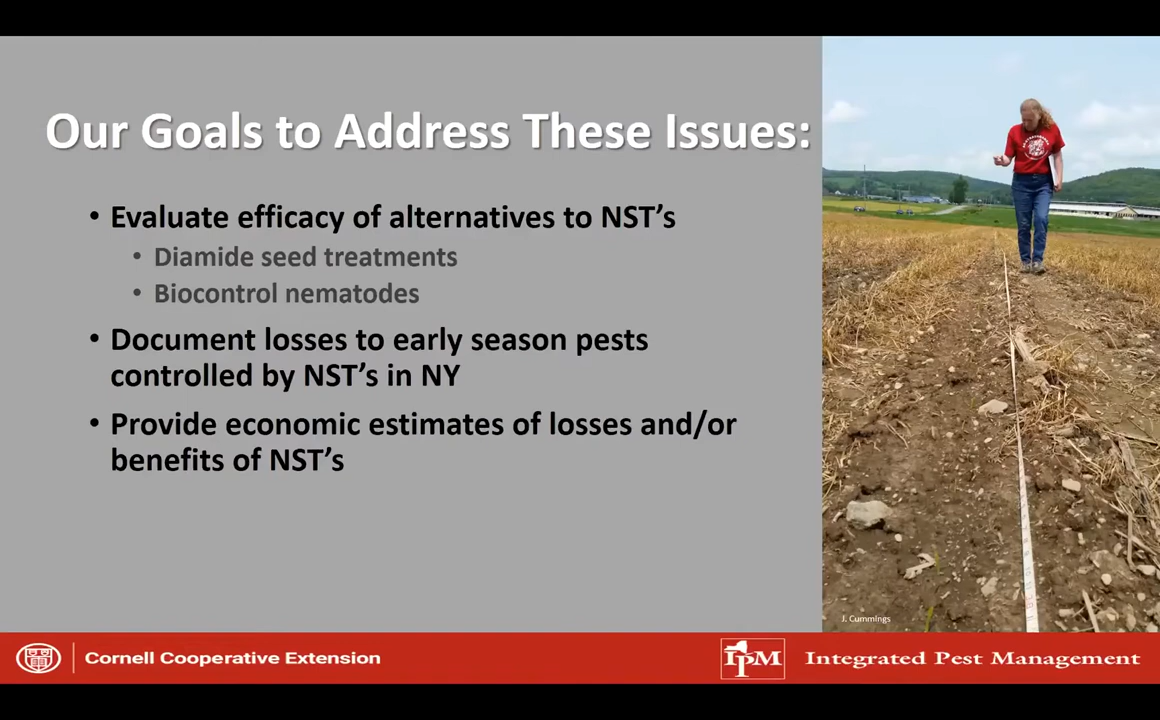 Our Goals to Address These Issues:
• Evaluate efficacy of alternatives to NST's
• Diamide seed treatments
• Biocontrol nematodes
• Document losses to early season pests
controlled by NST's in NY
• Provide economic estimates of losses and/or
benefits of NST's
J. Cummings
Cornell Cooperative Extension
IPM
Integrated Pest Management